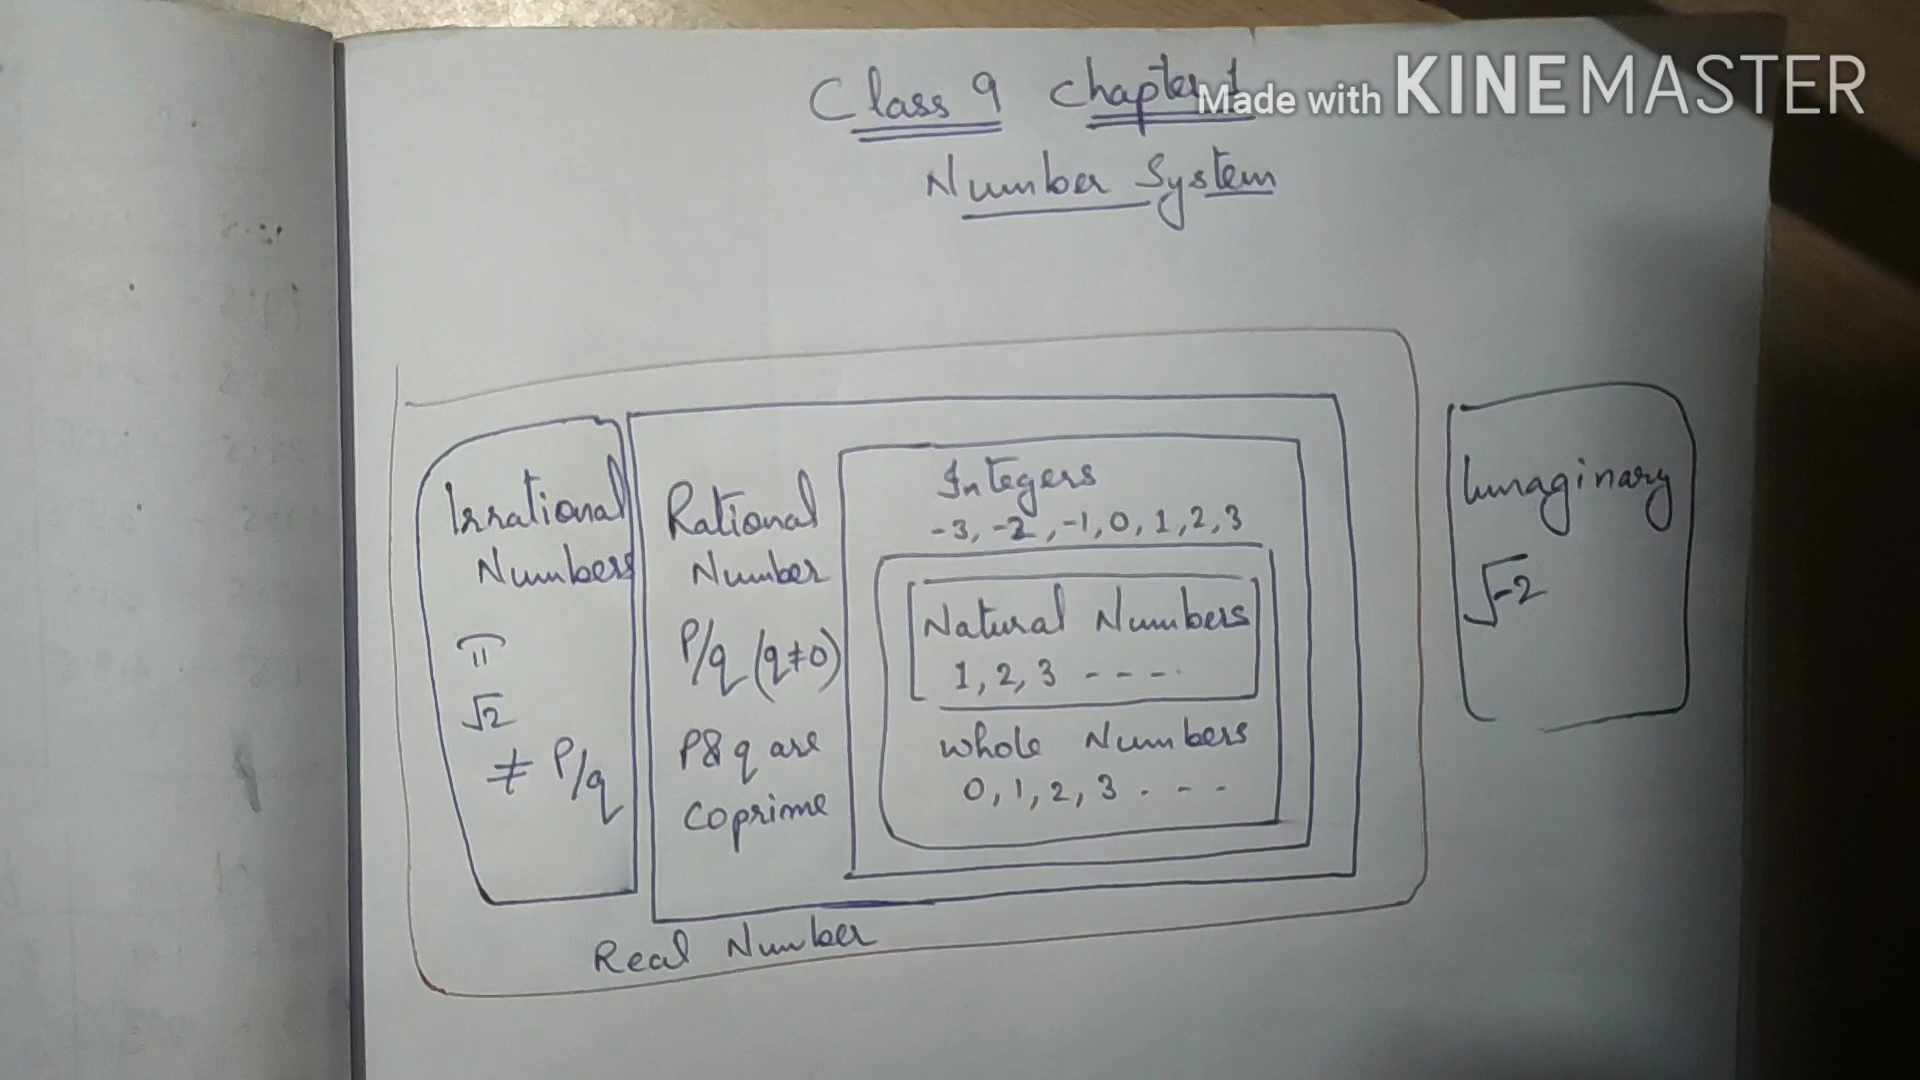 Class 9 Chapter 1
Made with KINEMASTER
Number System
Irrational
Numbers
π
√2
≠ P/q
Rational
Number
P/q (q≠0)
P & q are
coprime
Integers
-3, -2, -1, 0, 1, 2, 3
Natural Numbers
1, 2, 3 - - - -
whole Numbers
0, 1, 2, 3 - - -
Real Number
Imaginary
√-2